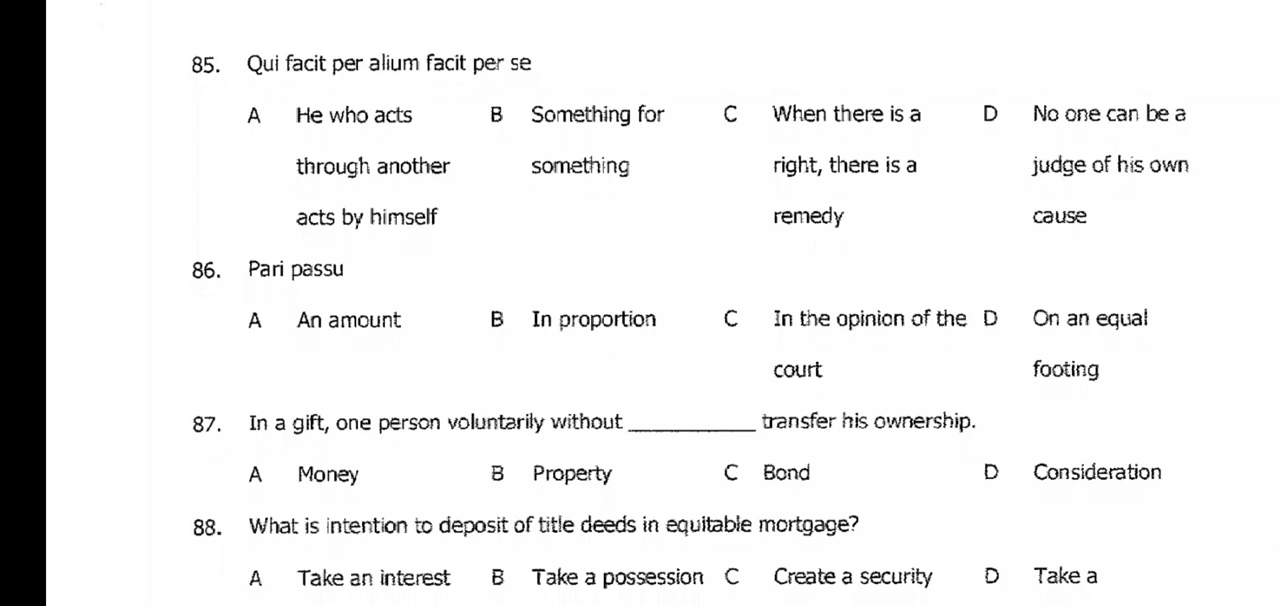 85. Qui facit per alium facit per se
A He who acts B Something for C When there is a D No one can be a
through another something right, there is a judge of his own
acts by himself remedy cause
86. Pari passu
A An amount B In proportion C In the opinion of the D On an equal
court footing
87. In a gift, one person voluntarily without ____________ transfer his ownership.
A Money B Property C Bond D Consideration
88. What is intention to deposit of title deeds in equitable mortgage?
A Take an interest B Take a possession C Create a security D Take a